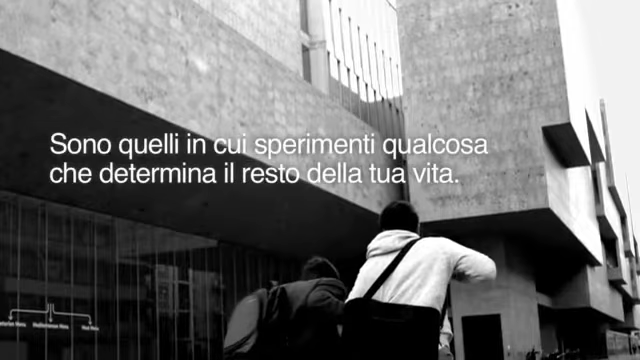 Sono quelli in cui sperimenti qualcosa
che determina il resto della tua vita.